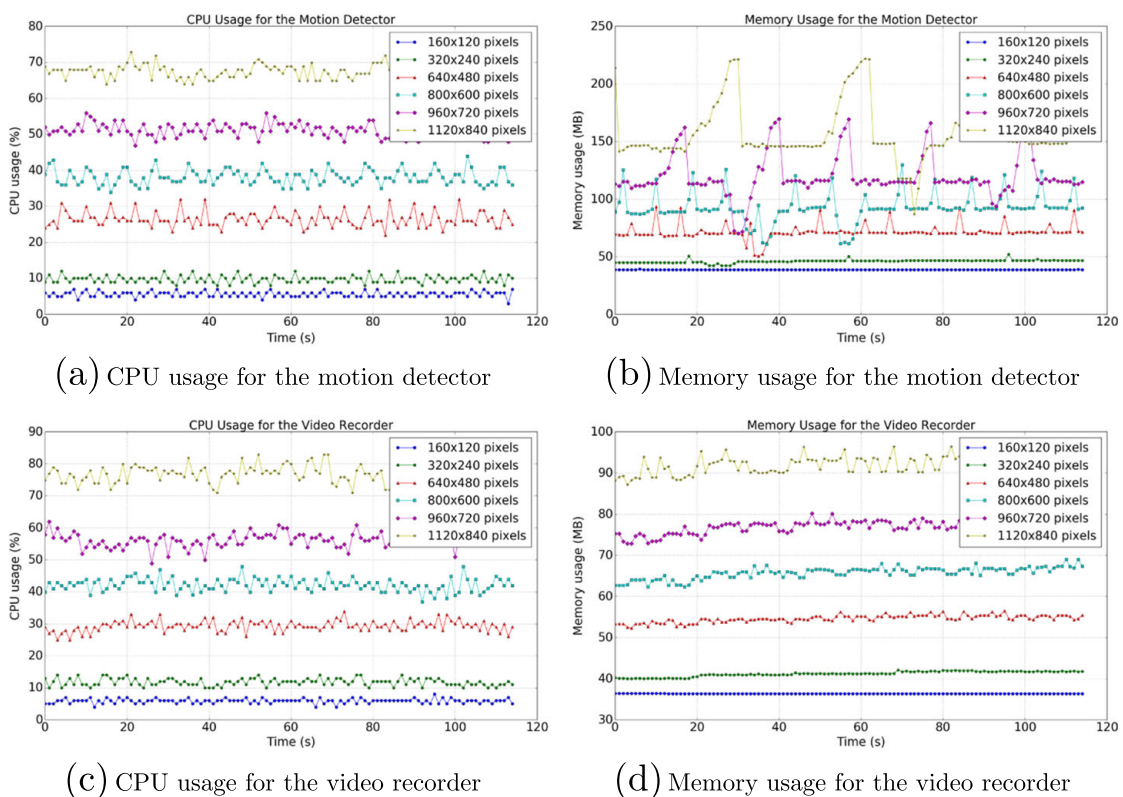 CPU Usage for the Motion Detector
80
70
60
50
40
30
20
10
0
CPU usage (%)
160x120 pixels
320x240 pixels
640x480 pixels
800x600 pixels
960x720 pixels
1120x840 pixels
0 20 40 60 80 100 120
Time (s)
(a) CPU usage for the motion detector
Memory Usage for the Motion Detector
250
200
150
100
50
0
Memory usage (MB)
160x120 pixels
320x240 pixels
640x480 pixels
800x600 pixels
960x720 pixels
1120x840 pixels
0 20 40 60 80 100 120
Time (s)
(b) Memory usage for the motion detector
CPU Usage for the Video Recorder
90
80
70
60
50
40
30
20
10
0
CPU usage (%)
160x120 pixels
320x240 pixels
640x480 pixels
800x600 pixels
960x720 pixels
1120x840 pixels
0 20 40 60 80 100 120
Time (s)
(c) CPU usage for the video recorder
Memory Usage for the Video Recorder
100
90
80
70
60
50
40
30
Memory usage (MB)
160x120 pixels
320x240 pixels
640x480 pixels
800x600 pixels
960x720 pixels
1120x840 pixels
0 20 40 60 80 100 120
Time (s)
(d) Memory usage for the video recorder